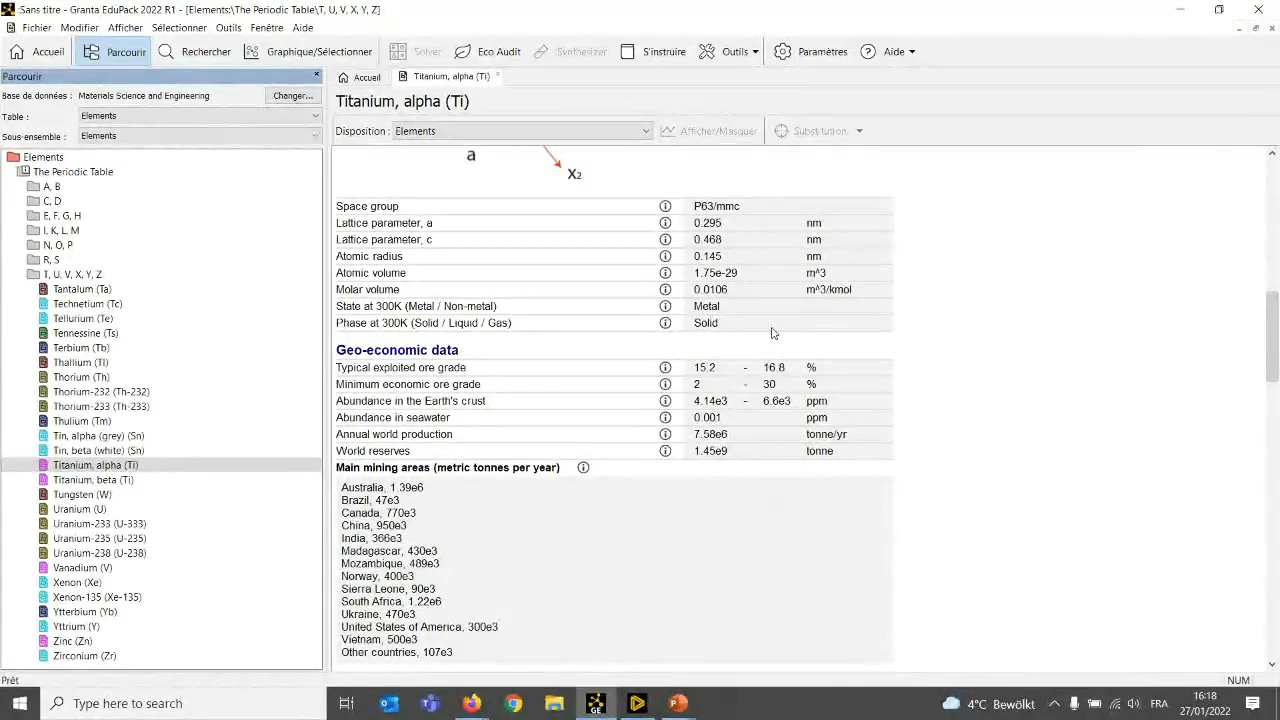 Sans titre - Granta EduPack 2022 R1 - [Elements:\The Periodic Table\T, U, V, X, Y, Z]
Fichier Modifier Afficher Sélectionner Outils Fenêtre Aide
Accueil Parcourir Rechercher Graphique/Sélectionner Solver Eco Audit Synthesizer S'instruire Outils Paramètres Aide
Parcourir
Base de données : Materials Science and Engineering Changer...
Table : Elements
Sous-ensemble : Elements
Elements
The Periodic Table
A, B
C, D
E, F, G, H
I, K, L, M
N, O, P
R, S
T, U, V, X, Y, Z
Tantalum (Ta)
Technetium (Tc)
Tellurium (Te)
Tennessine (Ts)
Terbium (Tb)
Thallium (Tl)
Thorium (Th)
Thorium-232 (Th-232)
Thorium-233 (Th-233)
Thulium (Tm)
Tin, alpha (grey) (Sn)
Tin, beta (white) (Sn)
Titanium, alpha (Ti)
Titanium, beta (Ti)
Tungsten (W)
Uranium (U)
Uranium-233 (U-333)
Uranium-235 (U-235)
Uranium-238 (U-238)
Vanadium (V)
Xenon (Xe)
Xenon-135 (Xe-135)
Ytterbium (Yb)
Yttrium (Y)
Zinc (Zn)
Zirconium (Zr)
Accueil Titanium, alpha (Ti)
Titanium, alpha (Ti)
Disposition : Elements Afficher/Masquer Substitution
a
X2
Space group P63/mmc
Lattice parameter, a 0.295 nm
Lattice parameter, c 0.468 nm
Atomic radius 0.145 nm
Atomic volume 1.75e-29 m^3
Molar volume 0.0106 m^3/kmol
State at 300K (Metal / Non-metal) Metal
Phase at 300K (Solid / Liquid / Gas) Solid
Geo-economic data
Typical exploited ore grade 15.2 - 16.8 %
Minimum economic ore grade 2 - 30 %
Abundance in the Earth's crust 4.14e3 - 6.6e3 ppm
Abundance in seawater 0.001 ppm
Annual world production 7.58e6 tonne/yr
World reserves 1.45e9 tonne
Main mining areas (metric tonnes per year)
Australia, 1.39e6
Brazil, 47e3
Canada, 770e3
China, 950e3
India, 366e3
Madagascar, 430e3
Mozambique, 489e3
Norway, 400e3
Sierra Leone, 90e3
South Africa, 1.22e6
Ukraine, 470e3
United States of America, 300e3
Vietnam, 500e3
Other countries, 107e3
Prêt NUM
Type here to search
GE
4°C Bewölkt FRA 16:18
27/01/2022